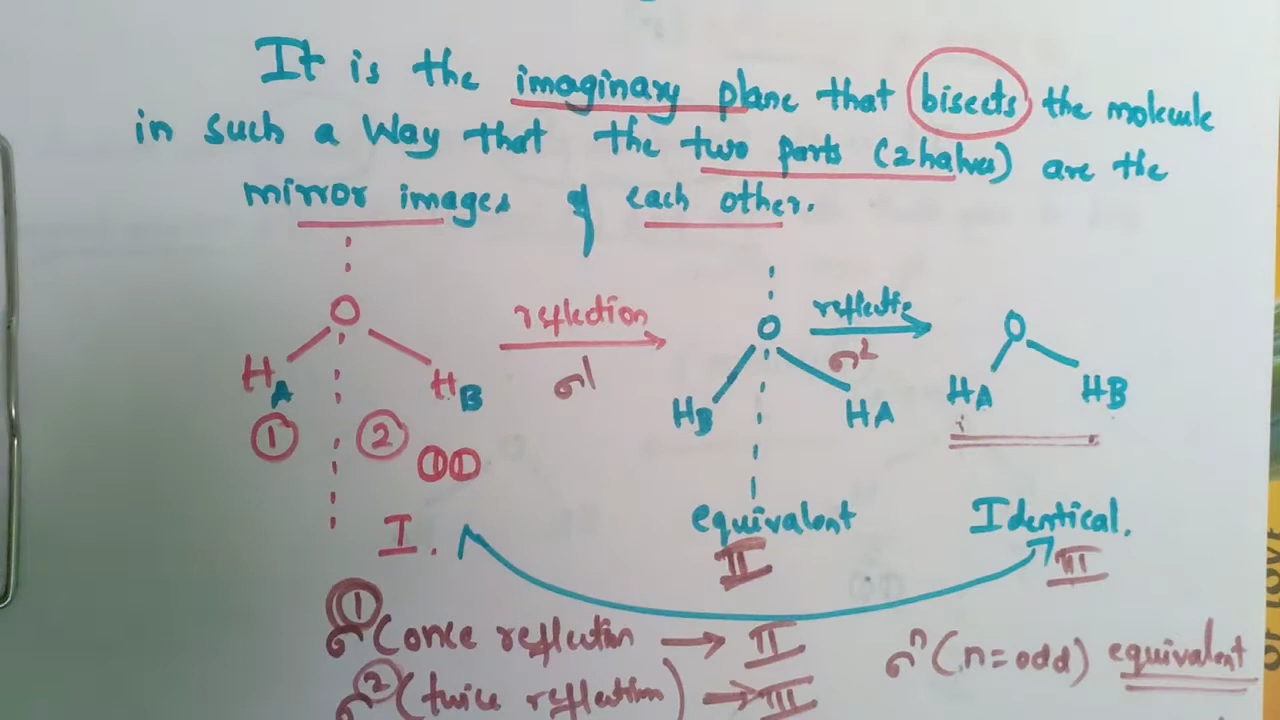 It is the imaginary plane that bisects the molecule
in such a way that the two parts (2 halves) are the
mirror images of each other.
O reflection O reflectio O
σ¹ σ²
HA HB HB HA HA HB
① ②
①①
equivalent Identical.
I. II III
σ① (once reflection → II σⁿ (n=odd) equivalent
σ② (twice reflection) → III